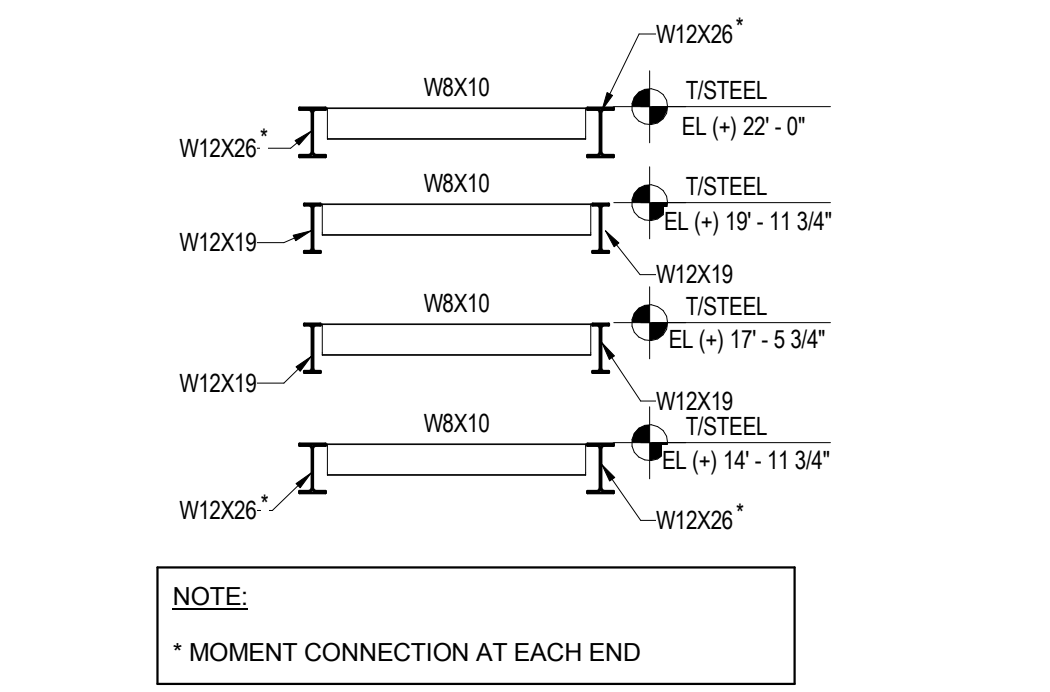 W12X26*
W8X10
T/STEEL
EL (+) 22' - 0"
W12X26*
W8X10
T/STEEL
EL (+) 19' - 11 3/4"
W12X19
W12X19
W8X10
T/STEEL
EL (+) 17' - 5 3/4"
W12X19
W12X19
W8X10
T/STEEL
EL (+) 14' - 11 3/4"
W12X26*
W12X26*
NOTE:
* MOMENT CONNECTION AT EACH END